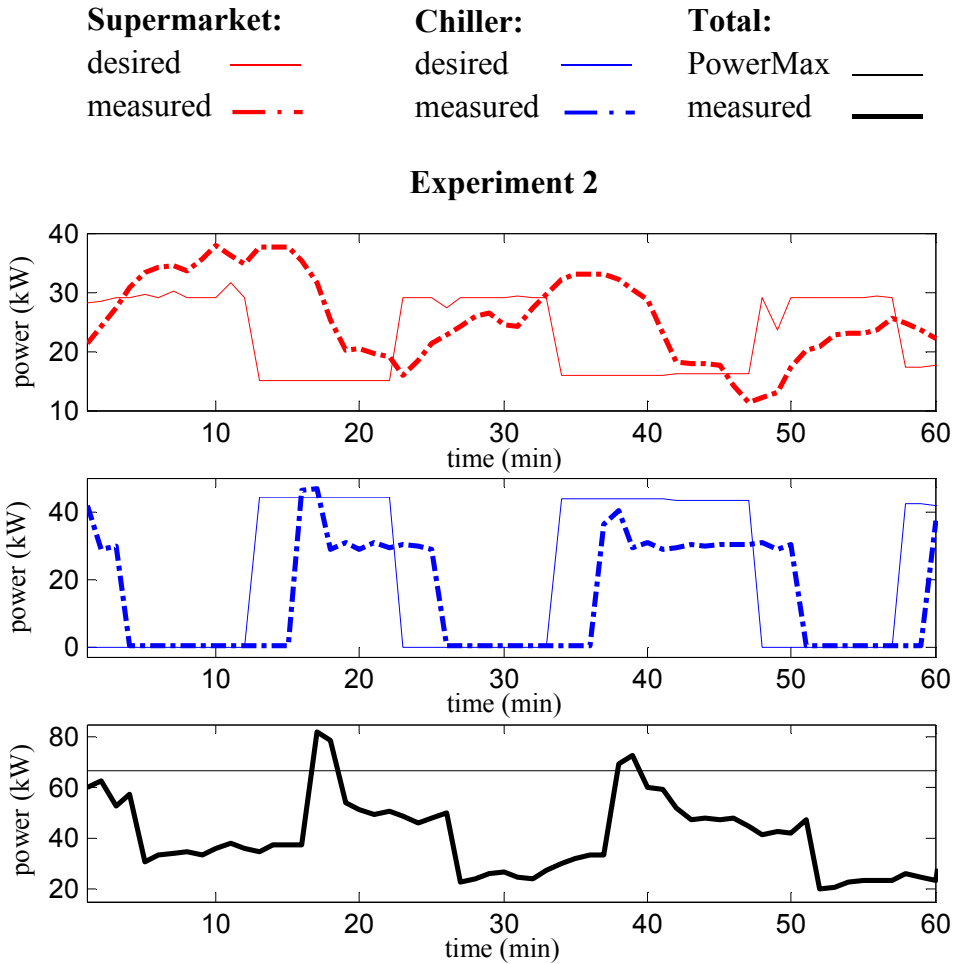 Supermarket: Chiller: Total:
desired desired PowerMax
measured measured measured
Experiment 2
power (kW)
40
30
20
10
10 20 30 40 50 60
time (min)
power (kW)
40
20
0
10 20 30 40 50 60
time (min)
power (kW)
80
60
40
20
10 20 30 40 50 60
time (min)